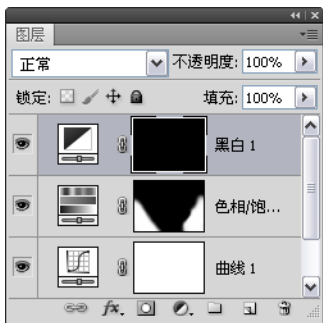 图层
正常
不透明度: 100%
锁定:
填充: 100%
黑白 1
色相/饱...
曲线 1
fx.